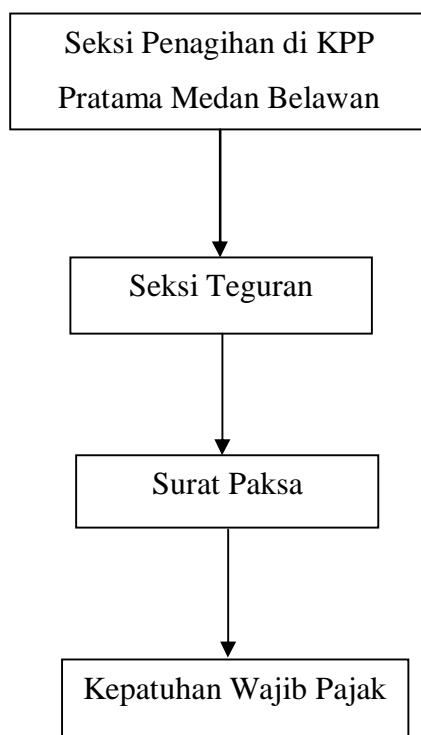 Seksi Penagihan di KPP
Pratama Medan Belawan
Seksi Teguran
Surat Paksa
Kepatuhan Wajib Pajak